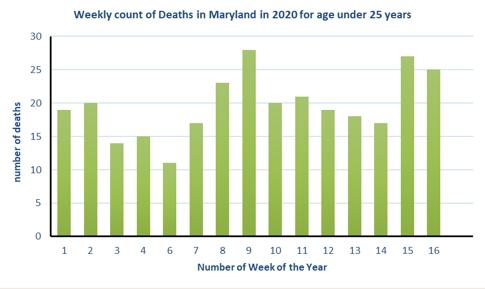 Weekly count of Deaths in Maryland in 2020 for age under 25 years
number of deaths
30
25
20
15
10
5
0
1 2 3 4 6 7 8 9 10 11 12 13 14 15 16
Number of Week of the Year